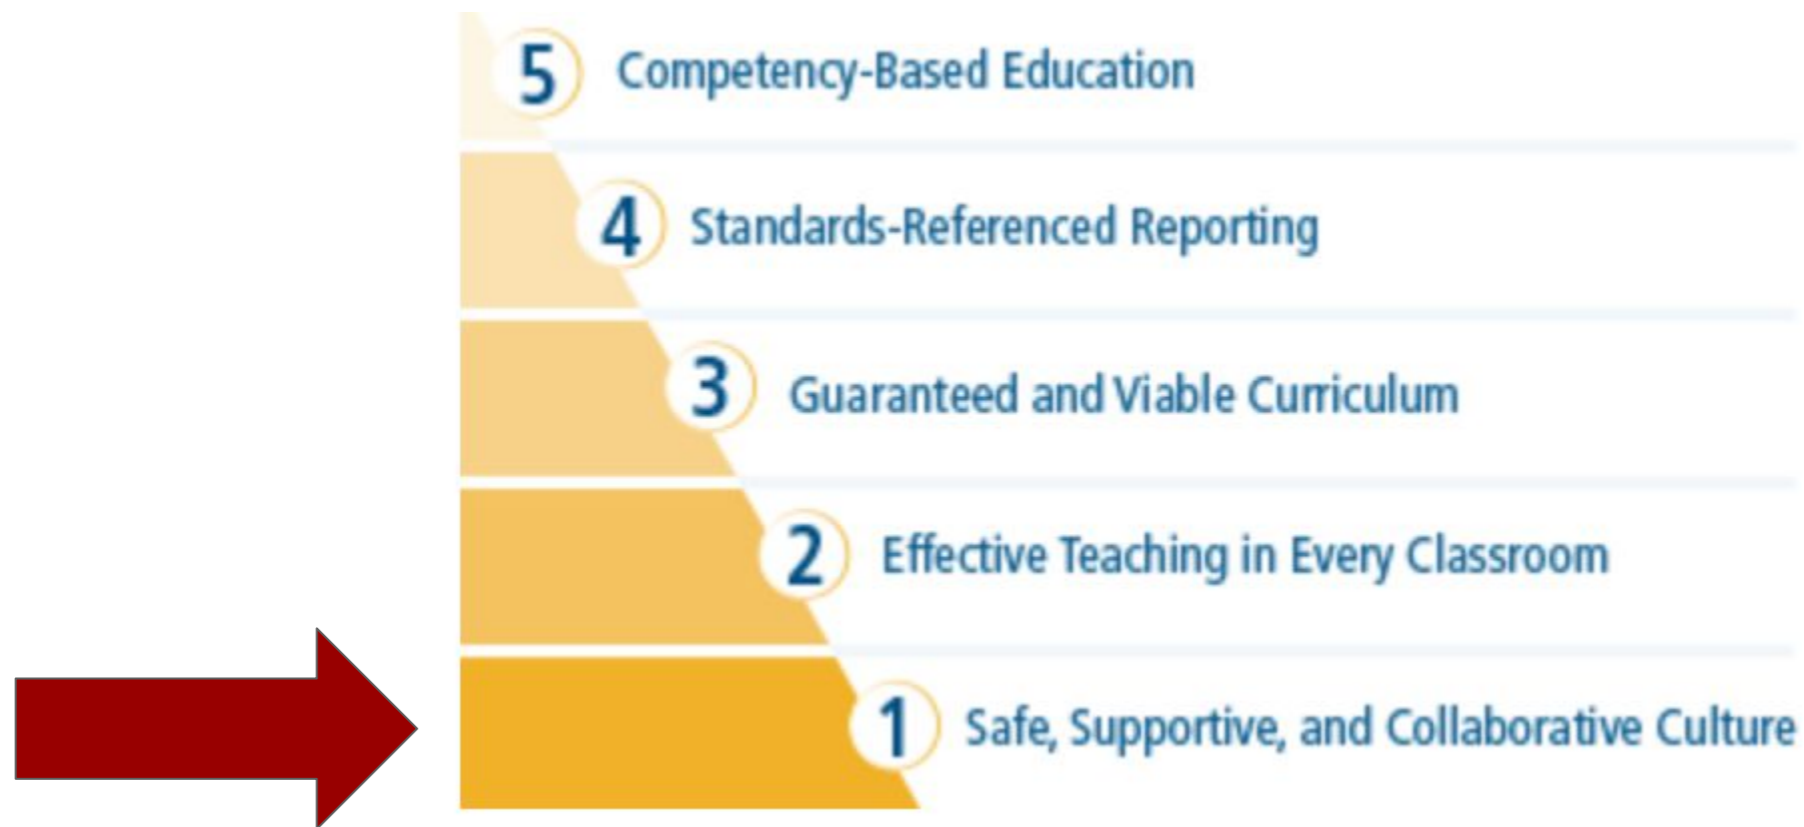 5 Competency-Based Education
4 Standards-Referenced Reporting
3 Guaranteed and Viable Curriculum
2 Effective Teaching in Every Classroom
1 Safe, Supportive, and Collaborative Culture